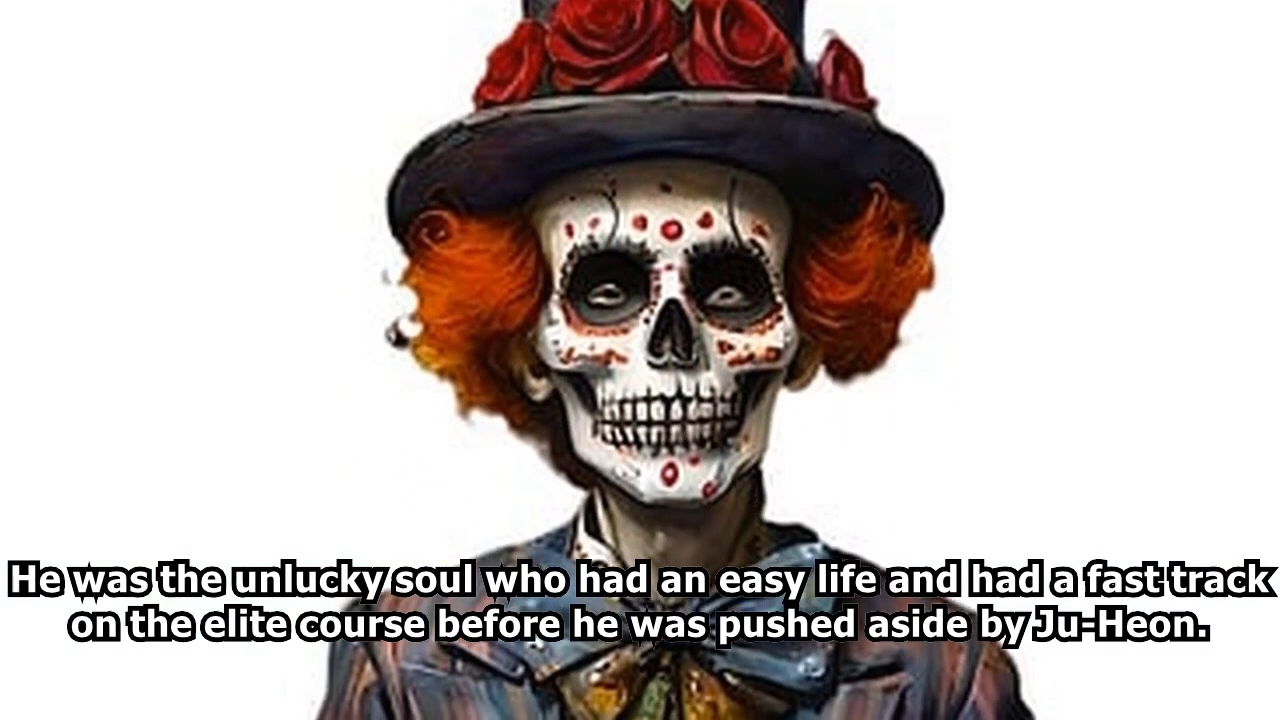 He was the unlucky soul who had an easy life and had a fast track
on the elite course before he was pushed aside by Ju-Heon.